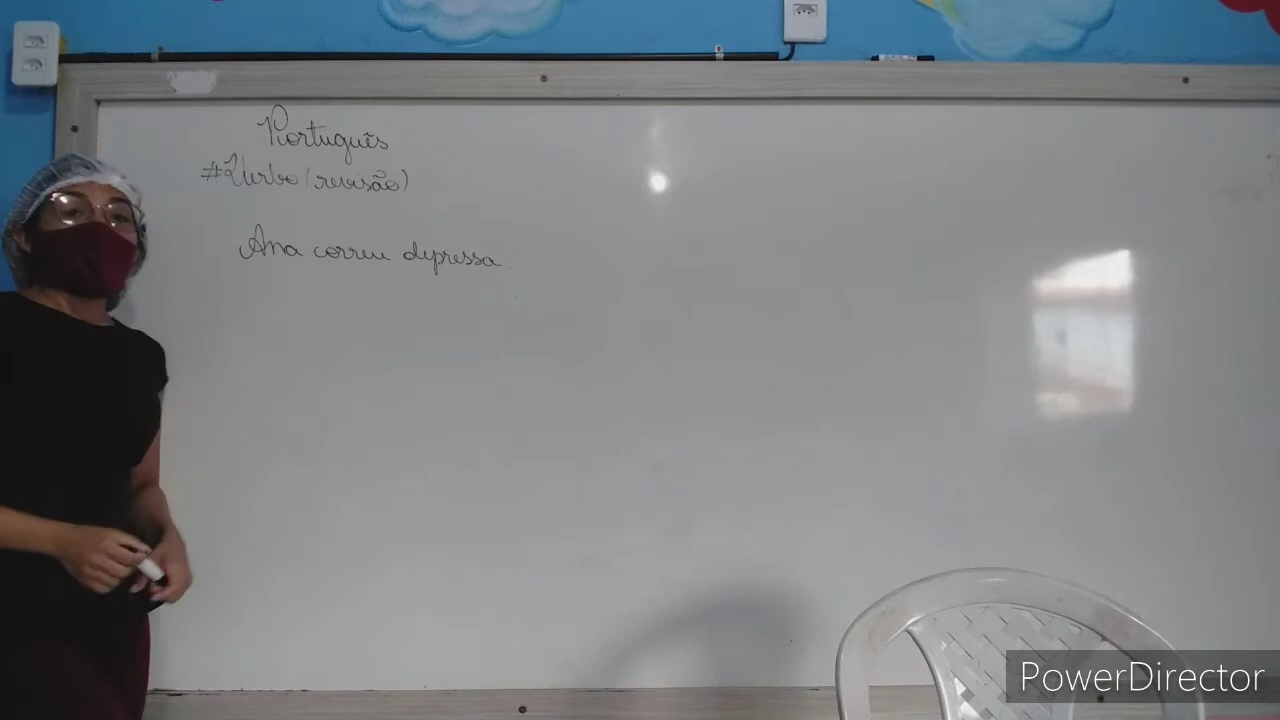 Português
#Verbo (revisão)
Ana correu depressa.
PowerDirector